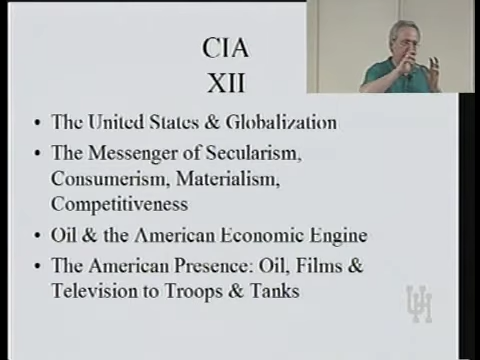 CIA
XII
• The United States & Globalization
• The Messenger of Secularism,
Consumerism, Materialism,
Competitiveness
• Oil & the American Economic Engine
• The American Presence: Oil, Films &
Television to Troops & Tanks
UH